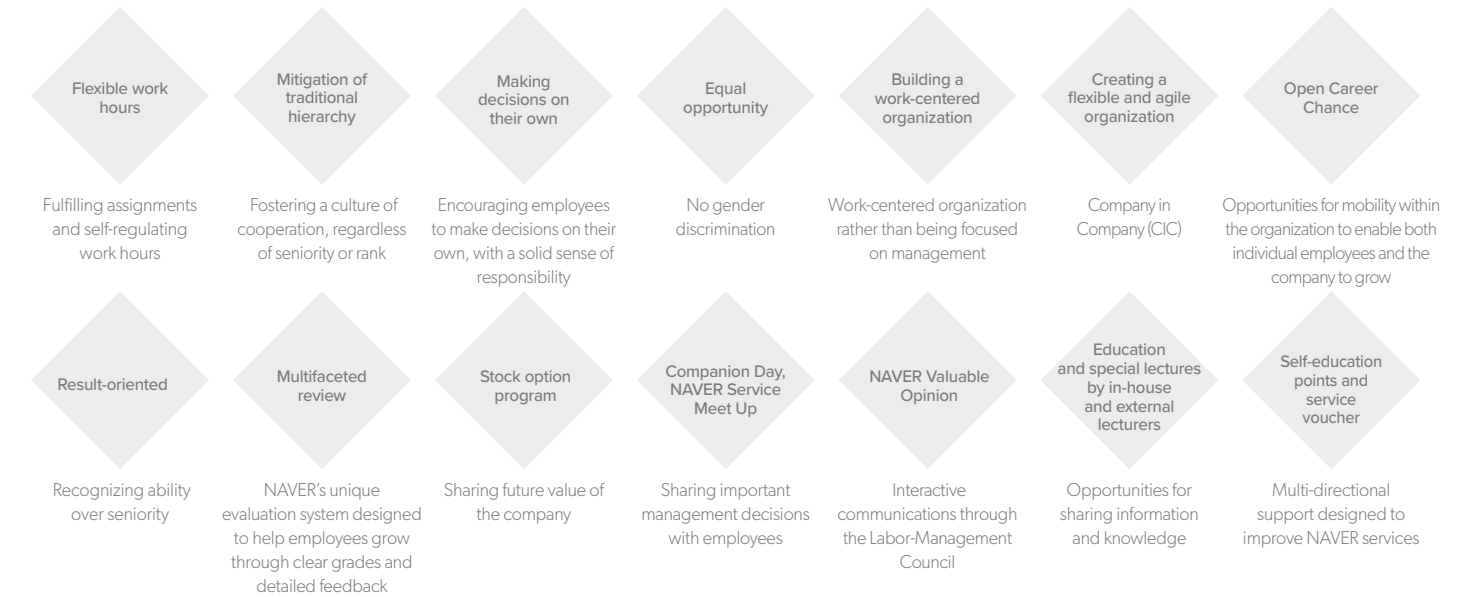 Flexible work
hours
Fulfilling assignments
and self-regulating
work hours
Mitigation of
traditional
hierarchy
Fostering a culture of
cooperation, regardless
of seniority or rank
Making
decisions on
their own
Encouraging employees
to make decisions on their
own, with a solid sense of
responsibility
Equal
opportunity
No gender
discrimination
Building a
work-centered
organization
Work-centered organization
rather than being focused
on management
Creating a
flexible and agile
organization
Company in
Company (CIC)
Open Career
Chance
Opportunities for mobility within
the organization to enable both
individual employees and the
company to grow
Result-oriented
Recognizing ability
over seniority
Multifaceted
review
NAVER’s unique
evaluation system designed
to help employees grow
through clear grades and
detailed feedback
Stock option
program
Sharing future value of
the company
Companion Day,
NAVER Service
Meet Up
Sharing important
management decisions
with employees
NAVER Valuable
Opinion
Interactive
communications through
the Labor-Management
Council
Education
and special lectures
by in-house
and external
lecturers
Opportunities for
sharing information
and knowledge
Self-education
points and
service
voucher
Multi-directional
support designed to
improve NAVER services